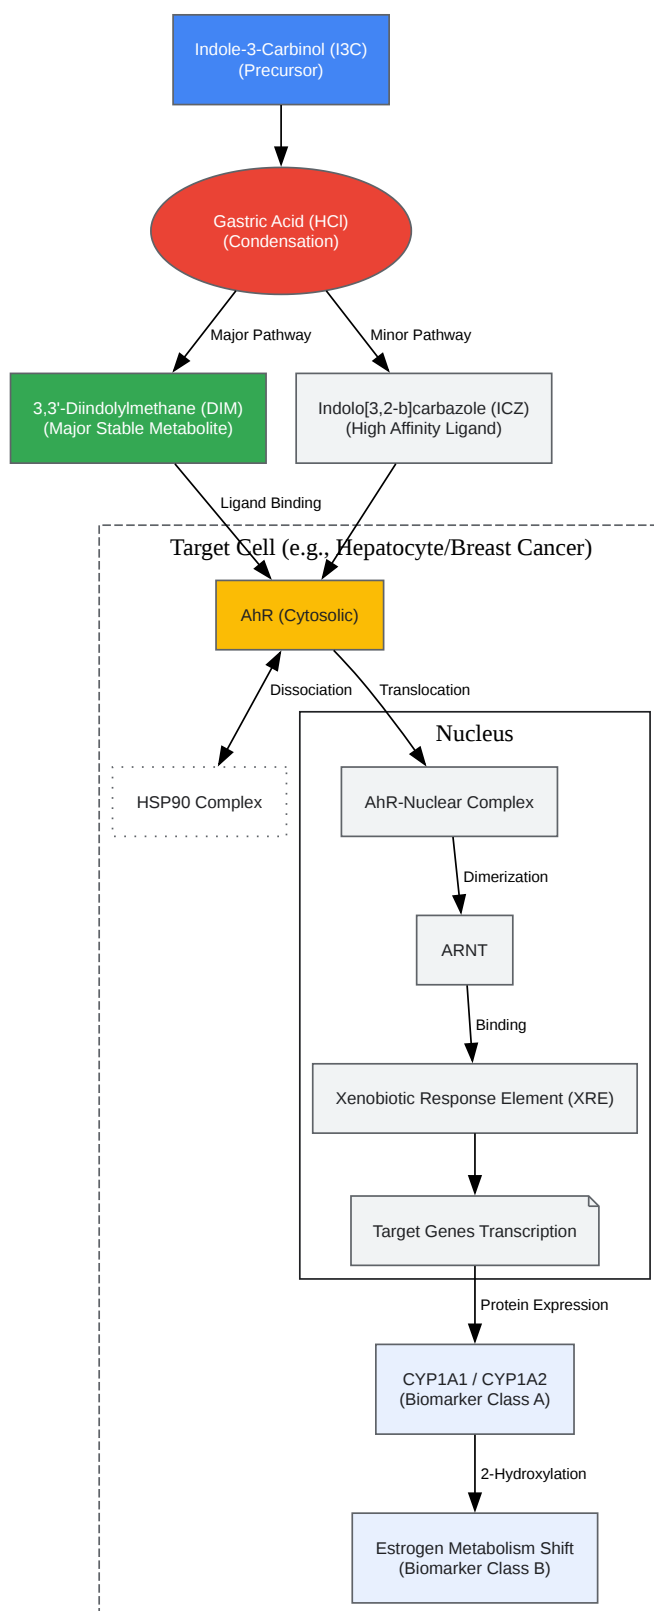 Indole-3-Carbinol (I3C)
(Precursor)
Gastric Acid (HCl)
(Condensation)
Major Pathway
Minor Pathway
3,3'-Diindolylmethane (DIM)
(Major Stable Metabolite)
Indolo[3,2-b]carbazole (ICZ)
(High Affinity Ligand)
Ligand Binding
Target Cell (e.g., Hepatocyte/Breast Cancer)
AhR (Cytosolic)
Dissociation
Translocation
Nucleus
HSP90 Complex
AhR-Nuclear Complex
Dimerization
ARNT
Binding
Xenobiotic Response Element (XRE)
Target Genes Transcription
Protein Expression
CYP1A1 / CYP1A2
(Biomarker Class A)
2-Hydroxylation
Estrogen Metabolism Shift
(Biomarker Class B)